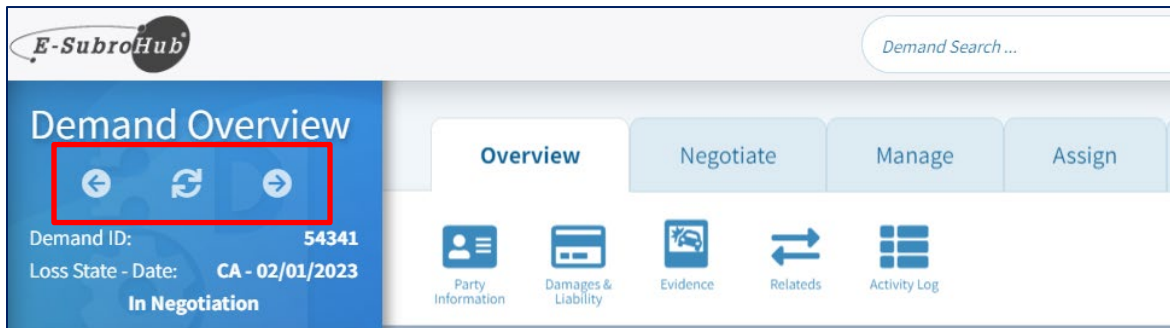 E-SubroHub
Demand Search ...
Demand Overview
Demand ID: 54341
Loss State - Date: CA - 02/01/2023
In Negotiation
Overview
Negotiate
Manage
Assign
Party
Information
Damages &
Liability
Evidence
Relateds
Activity Log